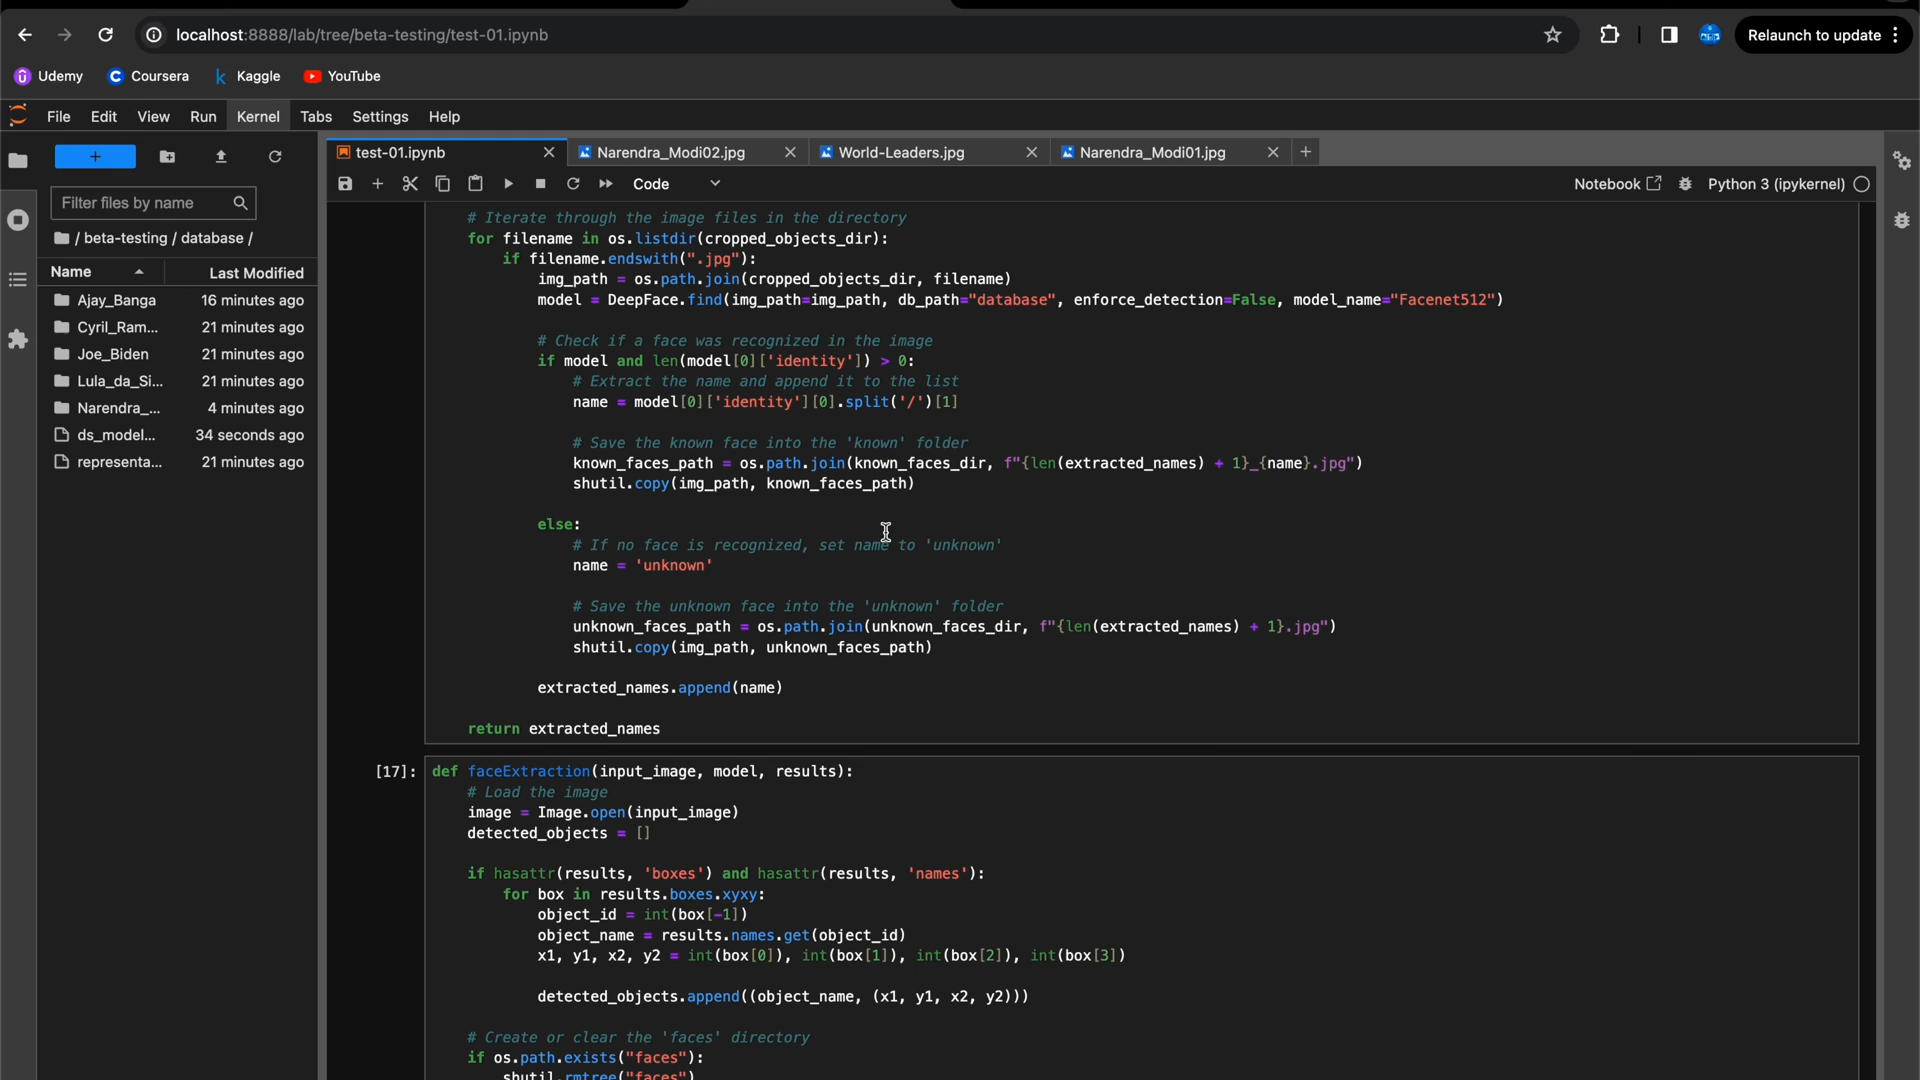 localhost:8888/lab/tree/beta-testing/test-01.ipynb
Relaunch to update
Udemy Coursera Kaggle YouTube
File Edit View Run Kernel Tabs Settings Help
test-01.ipynb Narendra_Modi02.jpg World-Leaders.jpg Narendra_Modi01.jpg
Code Notebook Python 3 (ipykernel)
Filter files by name
/ beta-testing / database /
Name Last Modified
Ajay_Banga 16 minutes ago
Cyril_Ram... 21 minutes ago
Joe_Biden 21 minutes ago
Lula_da_Si... 21 minutes ago
Narendra_... 4 minutes ago
ds_model... 34 seconds ago
representa... 21 minutes ago
# Iterate through the image files in the directory
for filename in os.listdir(cropped_objects_dir):
if filename.endswith(".jpg"):
img_path = os.path.join(cropped_objects_dir, filename)
model = DeepFace.find(img_path=img_path, db_path="database", enforce_detection=False, model_name="Facenet512")
# Check if a face was recognized in the image
if model and len(model[0]['identity']) > 0:
# Extract the name and append it to the list
name = model[0]['identity'][0].split('/')[1]
# Save the known face into the 'known' folder
known_faces_path = os.path.join(known_faces_dir, f"{len(extracted_names) + 1}_{name}.jpg")
shutil.copy(img_path, known_faces_path)
else:
# If no face is recognized, set name to 'unknown'
name = 'unknown'
# Save the unknown face into the 'unknown' folder
unknown_faces_path = os.path.join(unknown_faces_dir, f"{len(extracted_names) + 1}.jpg")
shutil.copy(img_path, unknown_faces_path)
extracted_names.append(name)
return extracted_names
[17]: def faceExtraction(input_image, model, results):
# Load the image
image = Image.open(input_image)
detected_objects = []
if hasattr(results, 'boxes') and hasattr(results, 'names'):
for box in results.boxes.xyxy:
object_id = int(box[-1])
object_name = results.names.get(object_id)
x1, y1, x2, y2 = int(box[0]), int(box[1]), int(box[2]), int(box[3])
detected_objects.append((object_name, (x1, y1, x2, y2)))
# Create or clear the 'faces' directory
if os.path.exists("faces"):
shutil.rmtree("faces")